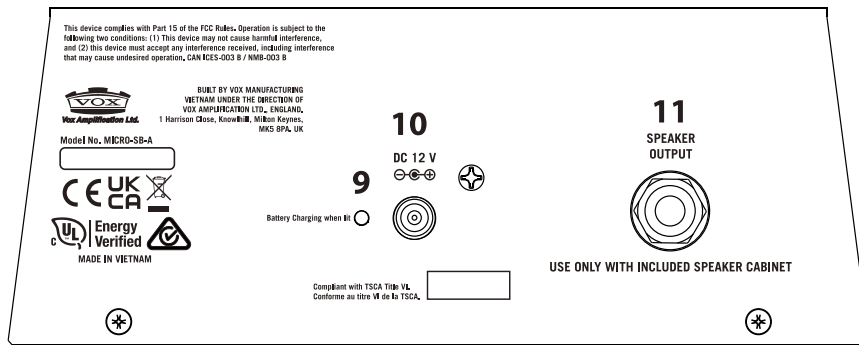 This device complies with Part 15 of the FCC Rules. Operation is subject to the
following two conditions: (1) This device may not cause harmful interference,
and (2) this device must accept any interference received, including interference
that may cause undesired operation. CAN ICES-003 B / NMB-003 B
VOX
Vox Amplification Ltd.
BUILT BY VOX MANUFACTURING
VIETNAM UNDER THE DIRECTION OF
VOX AMPLIFICATION LTD., ENGLAND.
1 Harrison Close, Knowlhill, Milton Keynes,
MK5 8PA. UK
Model No. MICRO-SB-A
CE UK
CA
C UL Energy
Verified
MADE IN VIETNAM
9
Battery Charging when lit
10
DC 12 V
11
SPEAKER
OUTPUT
USE ONLY WITH INCLUDED SPEAKER CABINET
Compliant with TSCA Title VI.
Conforme au titre VI de la TSCA.